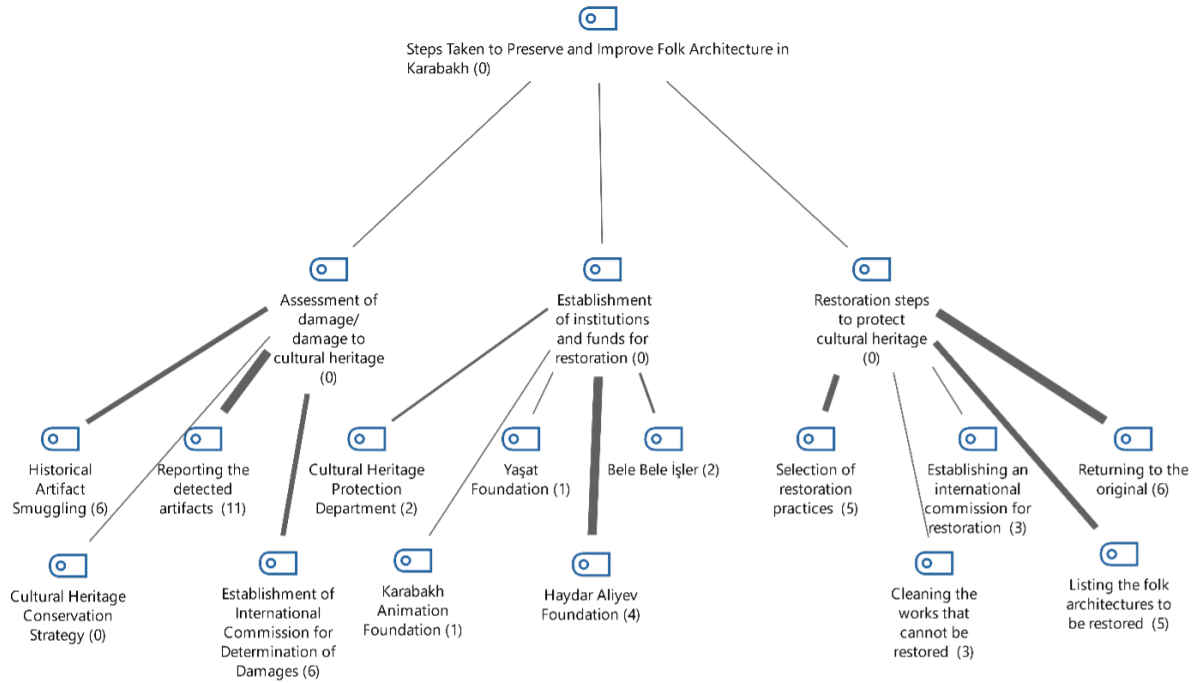 Steps Taken to Preserve and Improve Folk Architecture in
Karabakh (0)
Assessment of
damage/
damage to
cultural heritage
(0)
Establishment
of institutions
and funds for
restoration (0)
Restoration steps
to protect
cultural heritage
(0)
Historical
Artifact
Smuggling (6)
Reporting the
detected
artifacts (11)
Cultural Heritage
Protection
Department (2)
Yaşat
Foundation (1)
Bele Bele İşler (2)
Selection of
restoration
practices (5)
Establishing an
international
commission for
restoration (3)
Returning to the
original (6)
Cultural Heritage
Conservation
Strategy (0)
Establishment of
International
Commission for
Determination of
Damages (6)
Karabakh
Animation
Foundation (1)
Haydar Aliyev
Foundation (4)
Cleaning the
works that
cannot be
restored (3)
Listing the folk
architectures to
be restored (5)